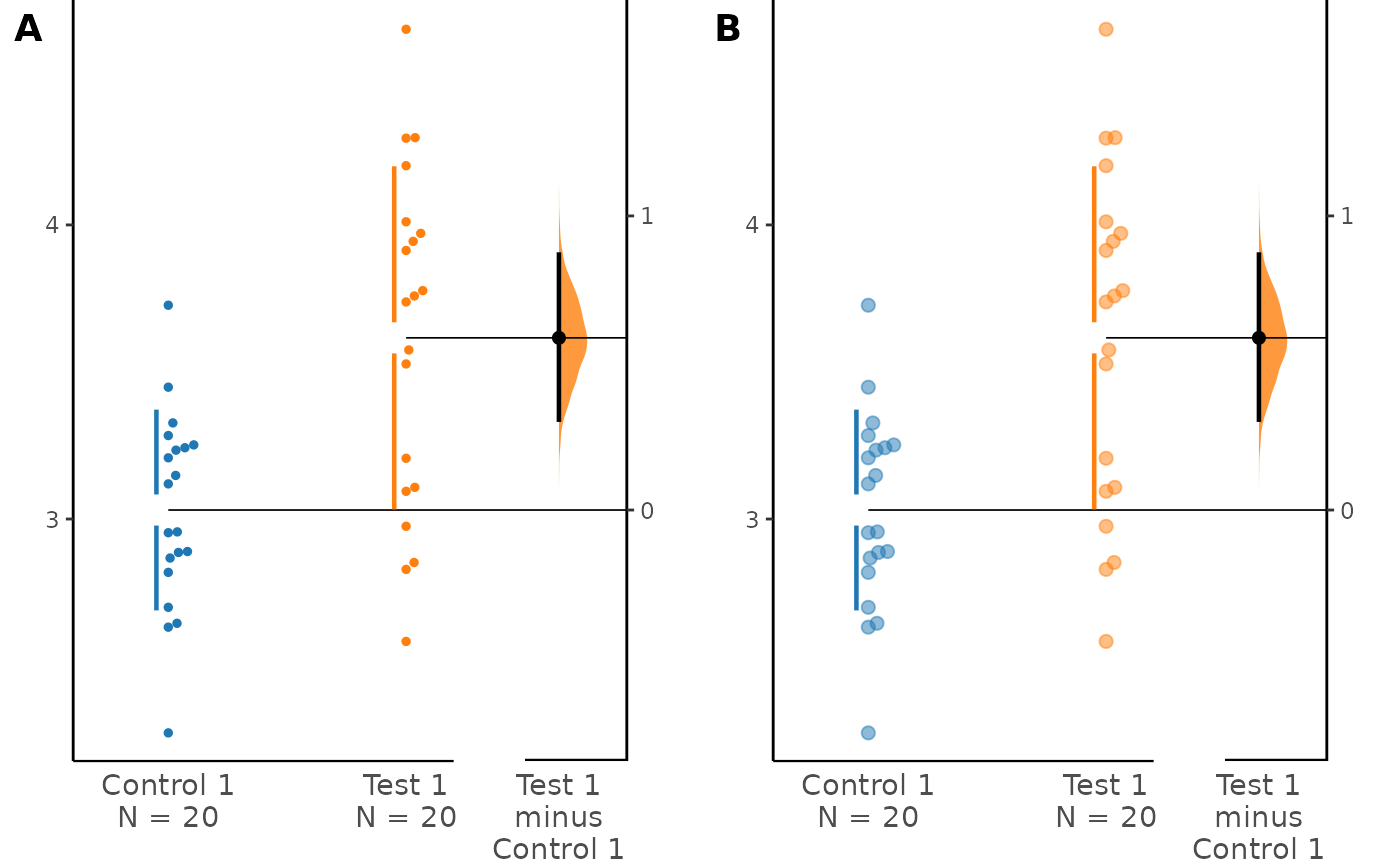 A
B
4
3
1
0
Control 1
N = 20
Test 1
N = 20
Test 1
minus
Control 1
4
3
1
0
Control 1
N = 20
Test 1
N = 20
Test 1
minus
Control 1